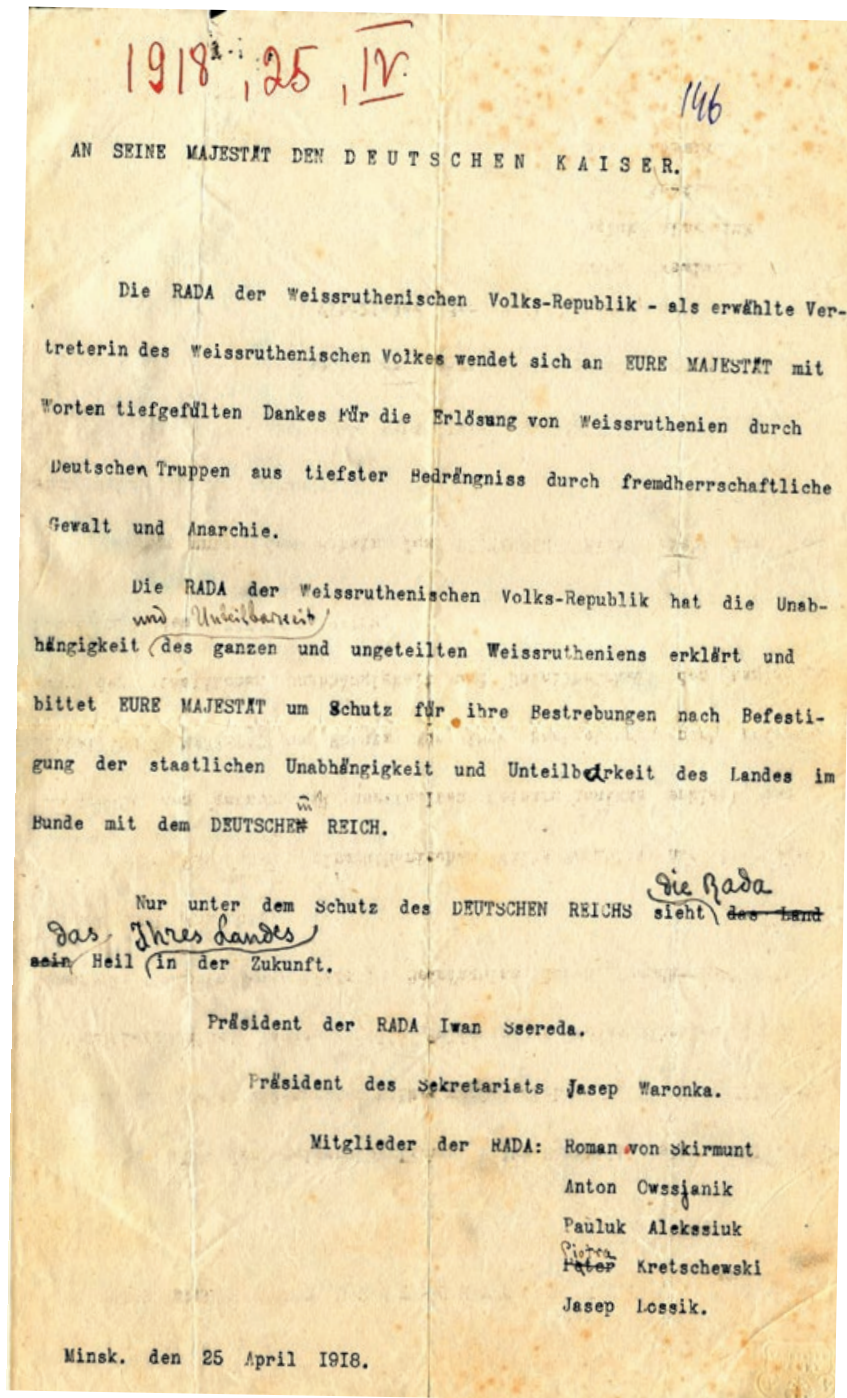 1918, 25, IV.
146
AN SEINE MAJESTÄT DEN DEUTSCHEN KAISER.
Die RADA der Weissruthenischen Volks-Republik - als erwählte Ver-
treterin des Weissruthenischen Volkes wendet sich an EURE MAJESTÄT mit
Worten tiefgefülten Dankes für die Erlösung von Weissruthenien durch
Deutschen Truppen aus tiefster Bedrängniss durch fremdherrschaftliche
Gewalt und Anarchie.
Die RADA der Weissruthenischen Volks-Republik hat die Unab-
und Unteilbarkeit
hängigkeit des ganzen und ungeteilten Weissrutheniens erklärt und
bittet EURE MAJESTÄT um Schutz für ihre Bestrebungen nach Befesti-
gung der staatlichen Unabhängigkeit und Unteilbarkeit des Landes im
m
Bunde mit dem DEUTSCHEN REICH.
die Rada
Nur unter dem Schutz des DEUTSCHEN REICHS sieht das Land
das Ihres Landes
sein Heil in der Zukunft.
Präsident der RADA Iwan Ssereda.
Präsident des Sekretariats Jasep Waronka.
Mitglieder der RADA: Roman von Skirmunt
Anton Owssjanik
Pauluk Alekssiuk
Piotra
Peter Kretschewski
Jasep Lossik.
Minsk. den 25 April 1918.